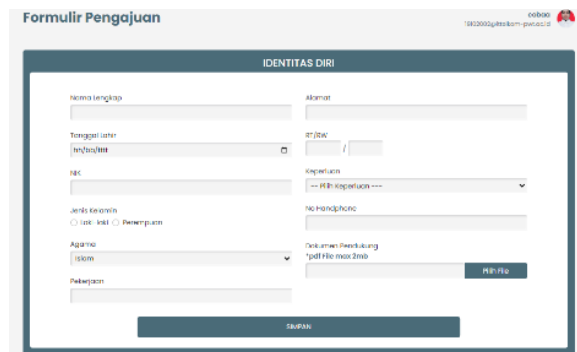 Formulir Pengajuan
cobaa
IDENTITAS DIRI
Nama Lengkap
Tanggal Lahir
hh/bb/tttt
NIK
Jenis Kelamin
Laki-laki Perempuan
Agama
Islam
Pekerjaan
Alamat
RT/RW
/
Keperluan
--- Pilih Keperluan ---
No Handphone
Dokumen Pendukung
*pdf File max 2mb
Pilih File
SIMPAN